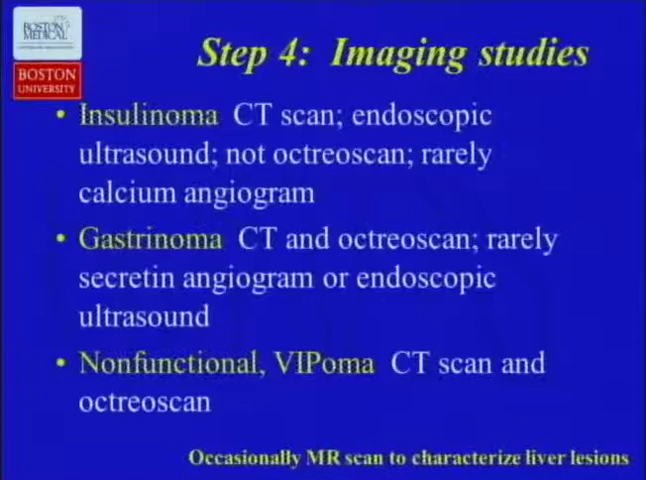 BOSTON
MEDICAL
BOSTON
UNIVERSITY
Step 4: Imaging studies
• Insulinoma CT scan; endoscopic
ultrasound; not octreoscan; rarely
calcium angiogram
• Gastrinoma CT and octreoscan; rarely
secretin angiogram or endoscopic
ultrasound
• Nonfunctional, VIPoma CT scan and
octreoscan
Occasionally MR scan to characterize liver lesions